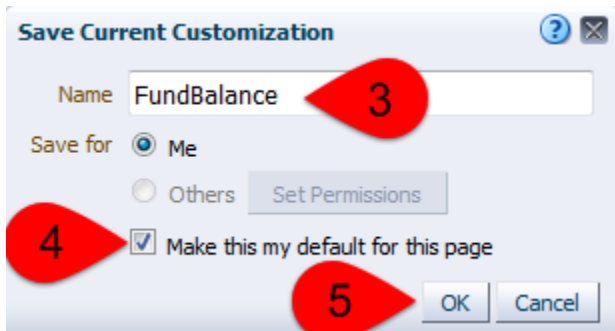 Save Current Customization ?
Name FundBalance 3
Save for Me
Others Set Permissions
4 Make this my default for this page
5 OK Cancel